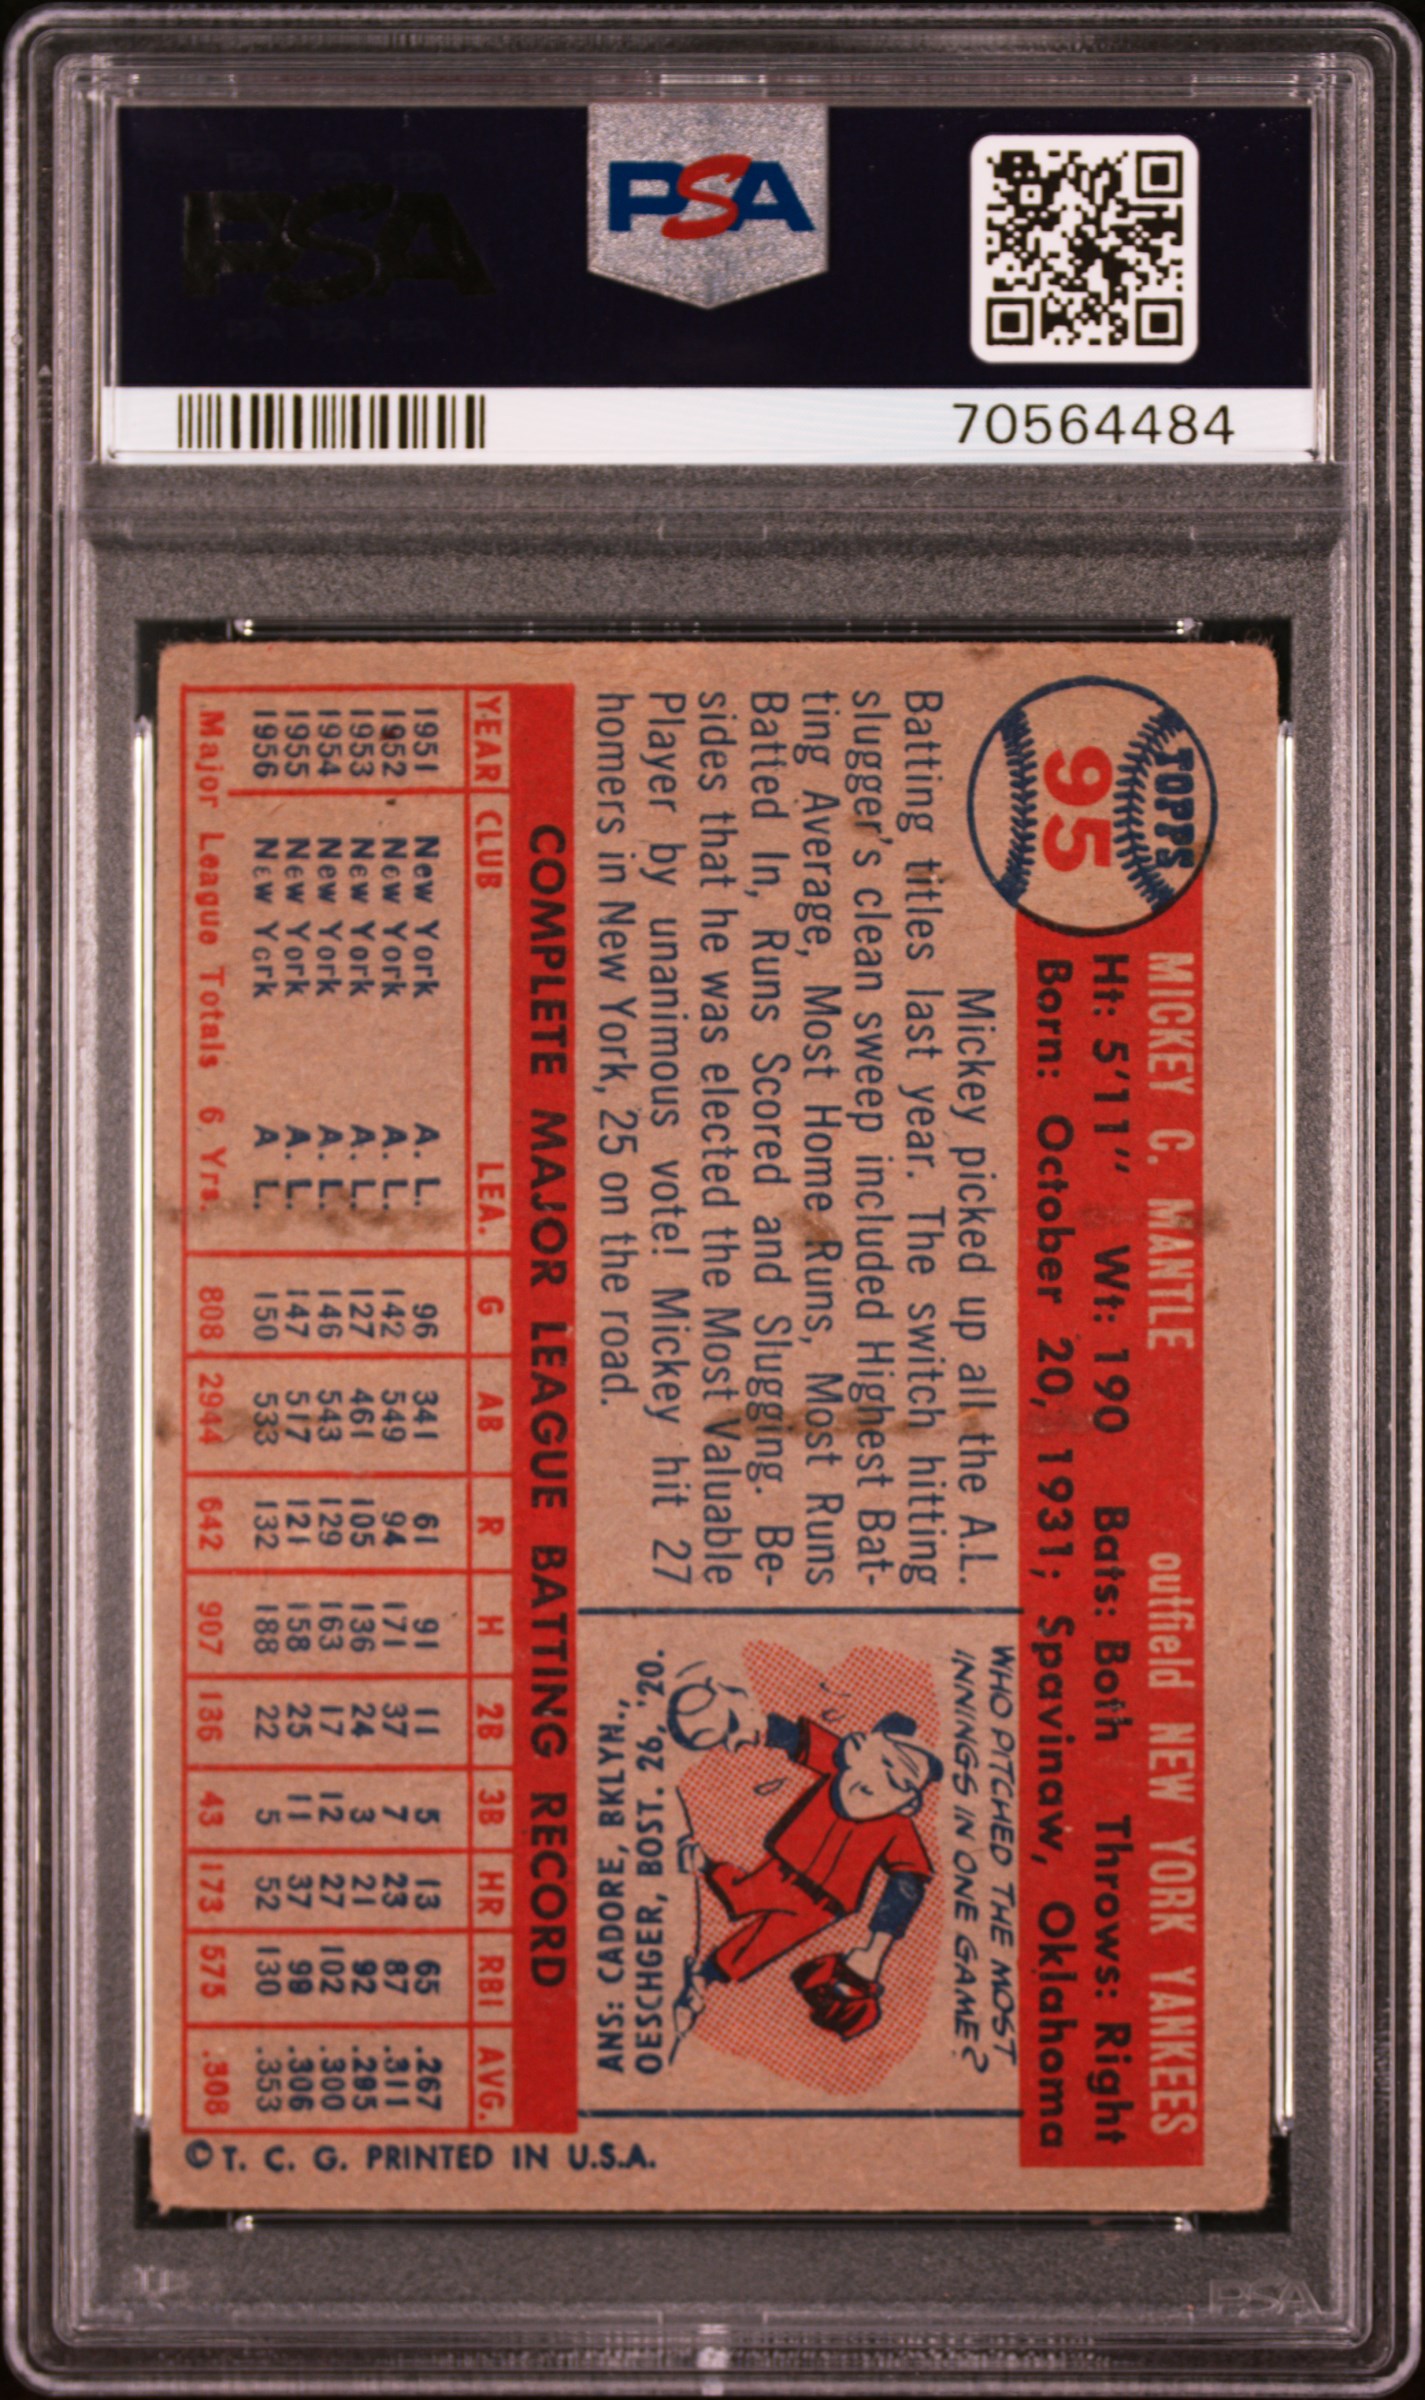 PSA
PSA
70564484
TOPPS
95
MICKEY C. MANTLE outfield NEW YORK YANKEES
Ht: 5'11" Wt: 190 Bats: Both Throws: Right
Born: October 20, 1931; Spavinaw, Oklahoma
Mickey picked up all the A.L.
Batting titles last year. The switch hitting
slugger's clean sweep included Highest Bat-
ting Average, Most Home Runs, Most Runs
Batted In, Runs Scored and Slugging. Be-
sides that he was elected the Most Valuable
Player by unanimous vote! Mickey hit 27
homers in New York, 25 on the road.
WHO PITCHED THE MOST
INNINGS IN ONE GAME?
ANS: CADORE, BKLYN.,
OESCHGER, BOST. 26, '20.
COMPLETE MAJOR LEAGUE BATTING RECORD
YEAR CLUB LEA. G AB R H 2B 3B HR RBI AVG.
1951 New York A. L. 96 341 61 91 11 5 13 65 .267
1952 New York A. L. 142 549 94 171 37 7 23 87 .311
1953 New York A. L. 127 461 105 136 24 3 21 92 .295
1954 New York A. L. 146 543 129 163 17 12 27 102 .300
1955 New York A. L. 147 517 121 158 25 11 37 99 .306
1956 New York A L. 150 533 132 188 22 5 52 130 .353
Major League Totals 6 Yrs. 808 2944 642 907 136 43 173 575 .308
© T. C. G. PRINTED IN U.S.A.
PSA